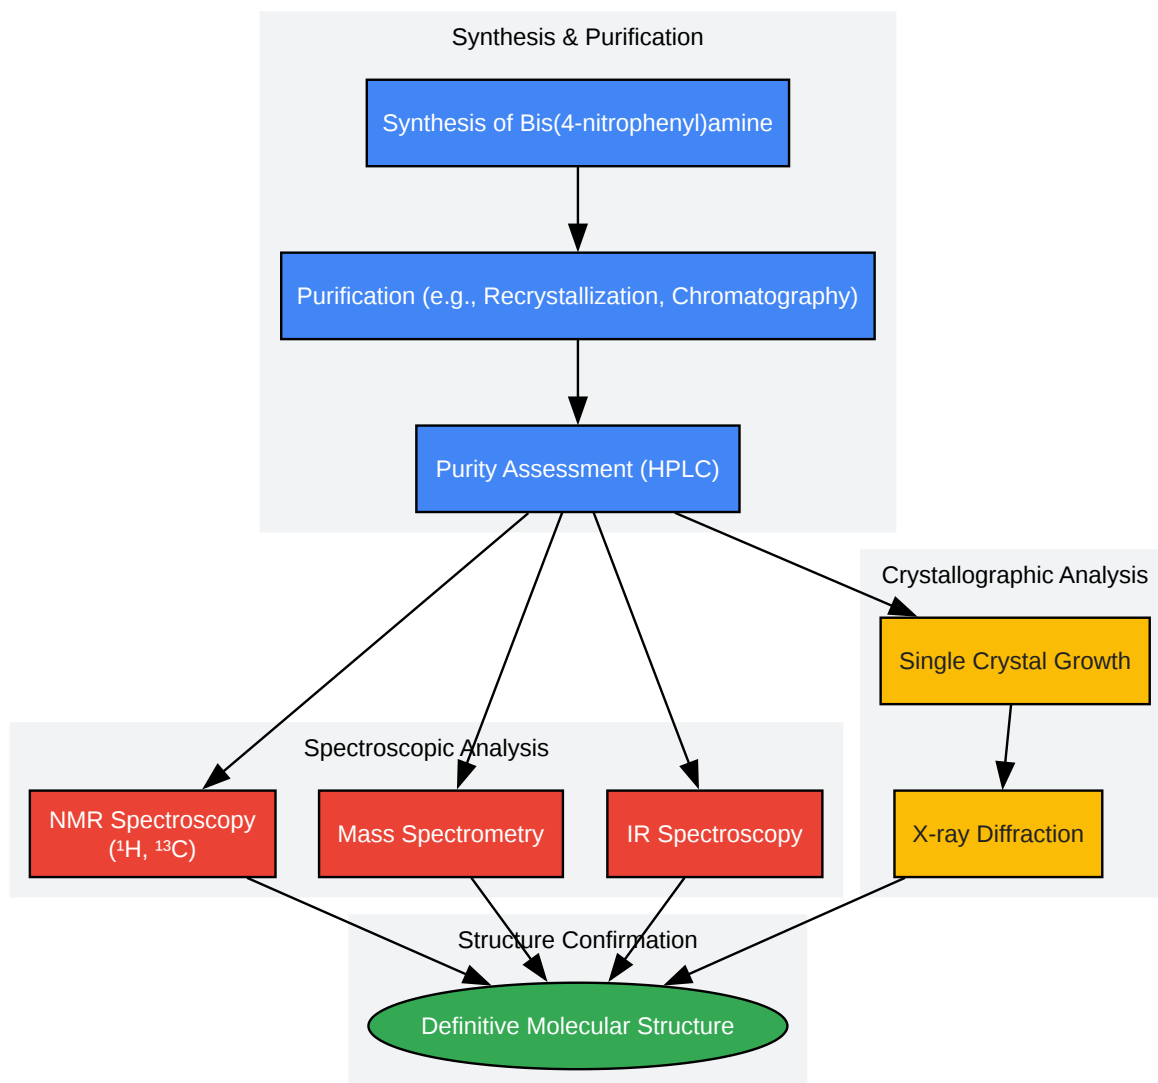 Synthesis & Purification
Synthesis of Bis(4-nitrophenyl)amine
Purification (e.g., Recrystallization, Chromatography)
Purity Assessment (HPLC)
Crystallographic Analysis
Single Crystal Growth
Spectroscopic Analysis
NMR Spectroscopy
(¹H, ¹³C)
Mass Spectrometry
IR Spectroscopy
X-ray Diffraction
Structure Confirmation
Definitive Molecular Structure